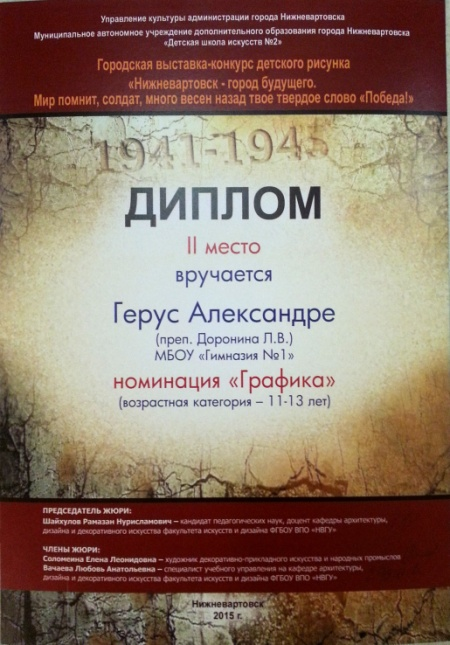 Управление культуры администрации города Нижневартовска
Муниципальное автономное учреждение дополнительного образования города Нижневартовска
«Детская школа искусств №2»
Городская выставка-конкурс детского рисунка
«Нижневартовск - город будущего.
Мир помнит, солдат, много весен назад твое твердое слово «Победа!»
1941-1945
ДИПЛОМ
II место
вручается
Герус Александре
(преп. Доронина Л.В.)
МБОУ «Гимназия №1»
номинация «Графика»
(возрастная категория – 11-13 лет)
ПРЕДСЕДАТЕЛЬ ЖЮРИ:
Шайхулов Рамазан Нурисламович – кандидат педагогических наук, доцент кафедры архитектуры,
дизайна и декоративного искусства факультета искусств и дизайна ФГБОУ ВПО «НВГУ»
ЧЛЕНЫ ЖЮРИ:
Соломеина Елена Леонидовна – художник декоративно-прикладного искусства и народных промыслов
Вачаева Любовь Анатольевна – специалист учебного управления на кафедре архитектуры,
дизайна и декоративного искусства факультета искусств и дизайна ФГБОУ ВПО «НВГУ»
Нижневартовск
2015 г.